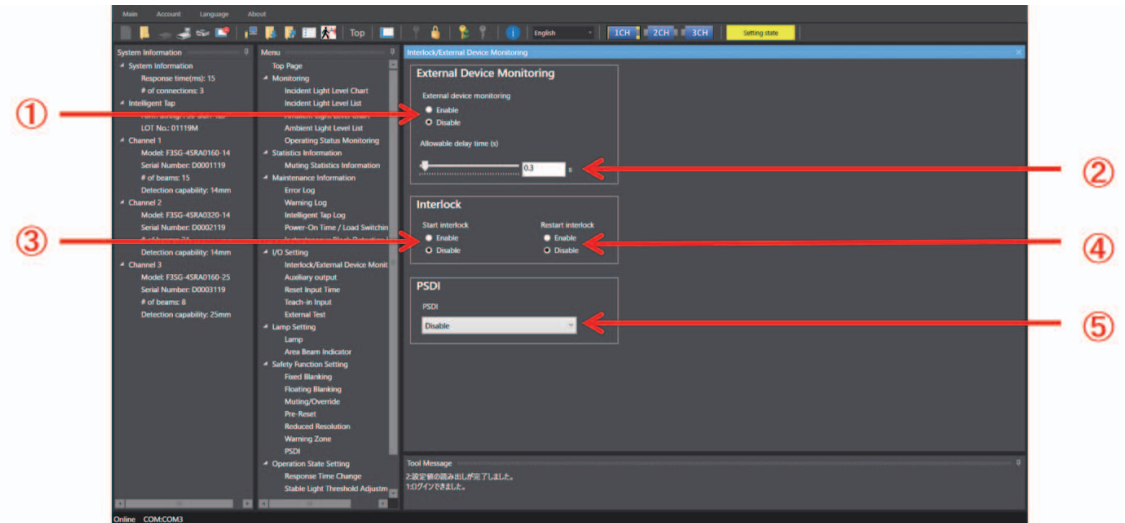 Main Account Language About
Top English 1CH 2CH 3CH Setting state
System Information
System Information
Response time(ms): 15
# of connections: 3
Intelligent Tap
LOT No.: 01119M
Channel 1
Model: F3SG-4SRA0160-14
Serial Number: D0001119
# of beams: 15
Detection capability: 14mm
Channel 2
Model: F3SG-4SRA0320-14
Serial Number: D0002119
Detection capability: 14mm
Channel 3
Model: F3SG-4SRA0160-25
Serial Number: D0003119
# of beams: 8
Detection capability: 25mm
Menu
Top Page
Monitoring
Incident Light Level Chart
Incident Light Level List
Ambient Light Level List
Operating Status Monitoring
Statistics Information
Muting Statistics Information
Maintenance Information
Error Log
Warning Log
Intelligent Tap Log
Power-On Time / Load Switchin
I/O Setting
Interlock/External Device Monit
Auxiliary output
Reset Input Time
Teach-in Input
External Test
Lamp Setting
Lamp
Area Beam Indicator
Safety Function Setting
Fixed Blanking
Floating Blanking
Muting/Override
Pre-Reset
Reduced Resolution
Warning Zone
PSDI
Operation State Setting
Response Time Change
Stable Light Threshold Adjustm
Interlock/External Device Monitoring
External Device Monitoring
External device monitoring
① Enable
Disable
Allowable delay time (s)
0.3 s ②
Interlock
Start interlock Restart interlock
③ Enable Enable ④
Disable Disable
PSDI
PSDI
Disable ⑤
Tool Message
2:設定値の読み出しが完了しました。
1:ログインできました。
Online COM:COM3